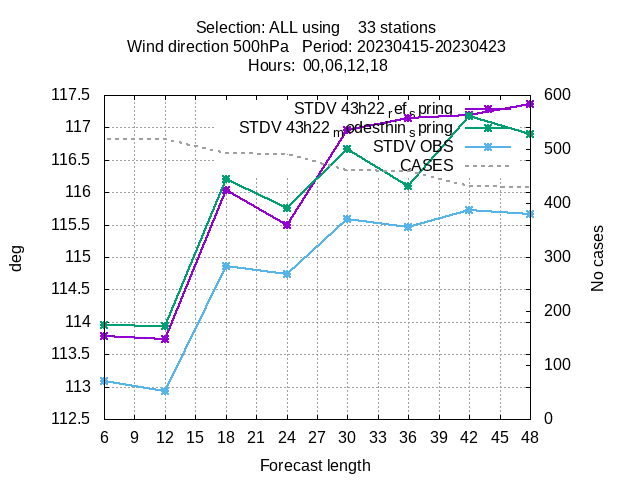 Selection: ALL using 33 stations
Wind direction 500hPa Period: 20230415-20230423
Hours: 00,06,12,18
117.5
117
116.5
116
115.5
115
114.5
114
113.5
113
112.5
deg
STDV 43h22_ref_spring
STDV 43h22_modesthin_spring
STDV OBS
CASES
600
500
400
300
200
100
0
No cases
6 9 12 15 18 21 24 27 30 33 36 39 42 45 48
Forecast length